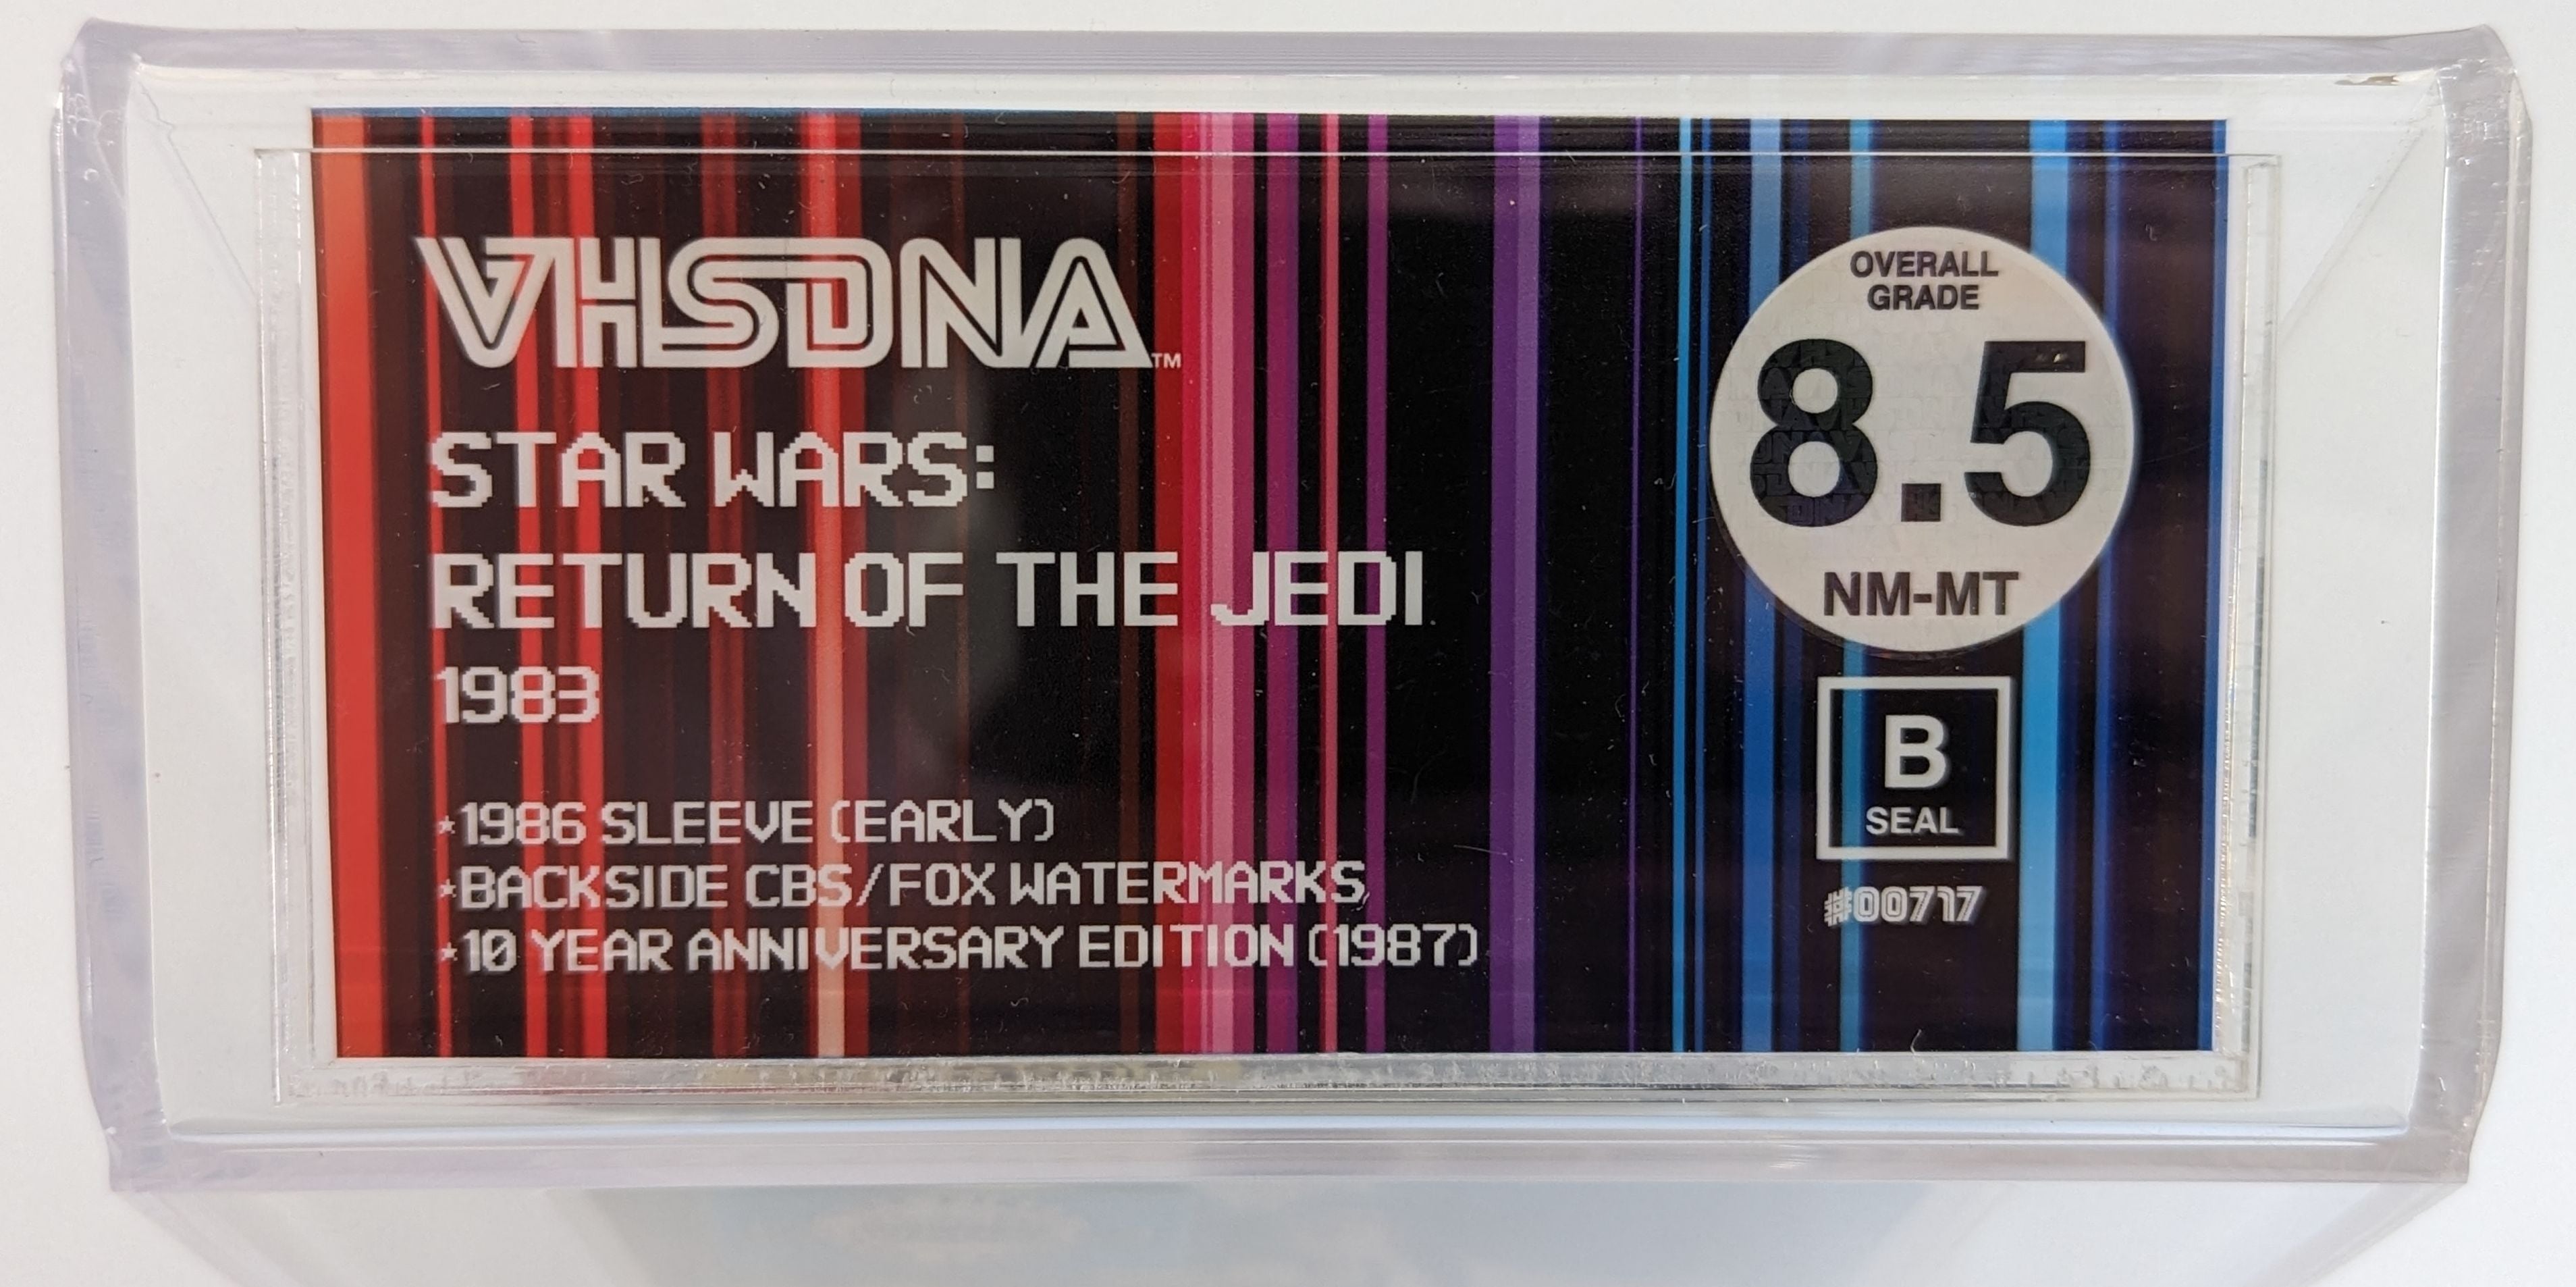 VHSDNA™
STAR WARS:
RETURN OF THE JEDI
1983
*1986 SLEEVE (EARLY)
*BACKSIDE CBS/FOX WATERMARKS
*10 YEAR ANNIVERSARY EDITION (1987)
OVERALL
GRADE
8.5
NM-MT
B
SEAL
#00717